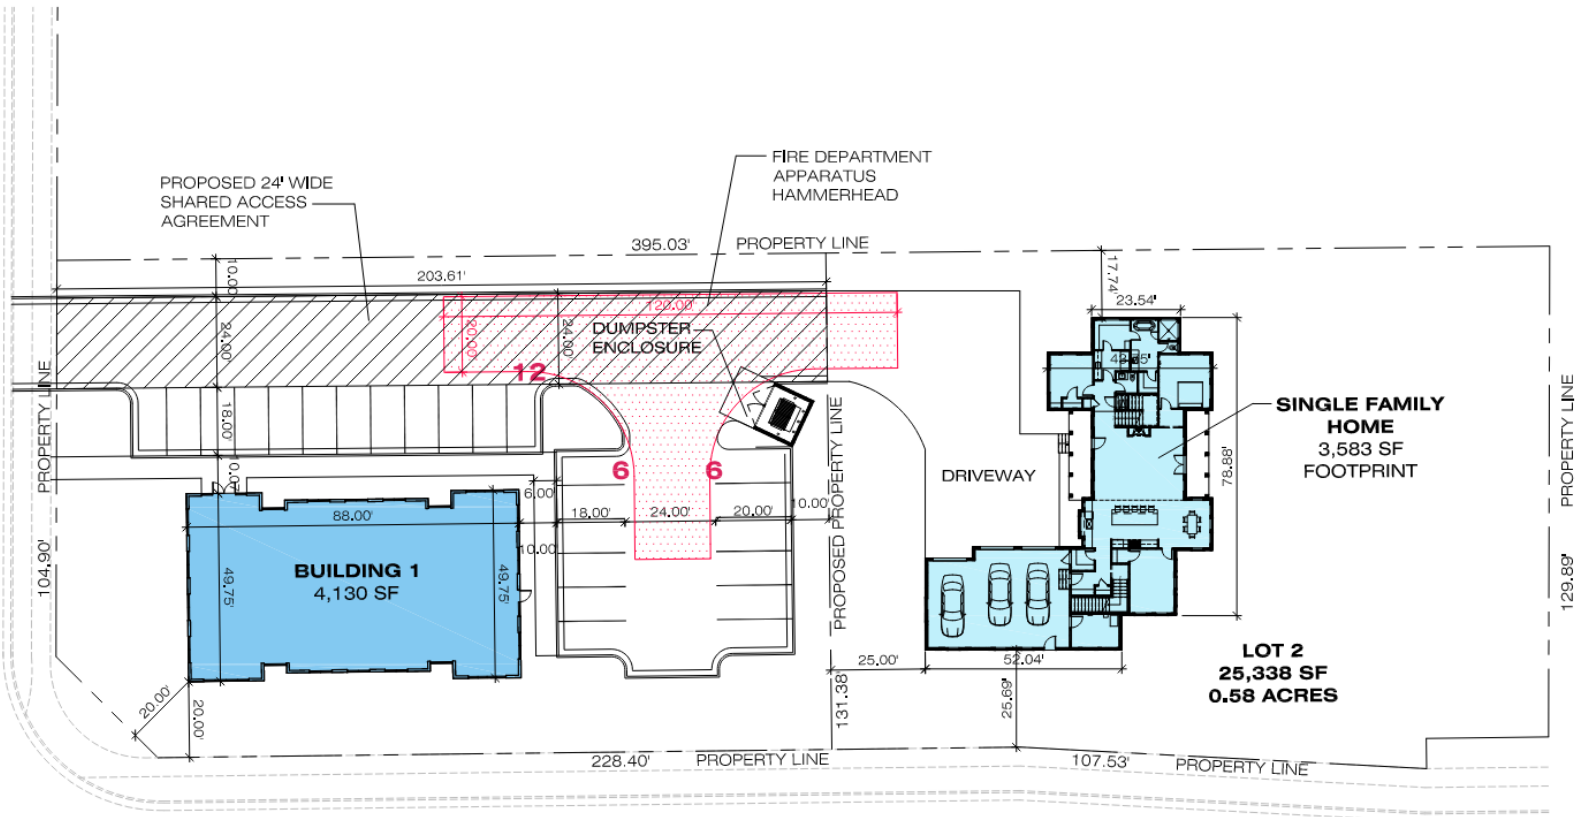 FIRE DEPARTMENT
APPARATUS
HAMMERHEAD
PROPOSED 24' WIDE
SHARED ACCESS
AGREEMENT
395.03'
PROPERTY LINE
10.00'
203.61'
17.74'
23.54'
120.00'
20.00'
24.00'
24.00'
DUMPSTER
ENCLOSURE
12
PROPERTY LINE
104.90'
18.00'
10.07'
6
6
6.00'
18.00'
24.00'
20.00'
10.00'
10.00'
88.00'
BUILDING 1
4,130 SF
49.75'
49.75'
PROPOSED PROPERTY LINE
131.38'
DRIVEWAY
78.88'
SINGLE FAMILY
HOME
3,583 SF
FOOTPRINT
PROPERTY LINE
129.89'
LOT 2
25,338 SF
0.58 ACRES
25.00'
52.04'
25.69'
20.00'
20.00'
228.40'
PROPERTY LINE
107.53'
PROPERTY LINE